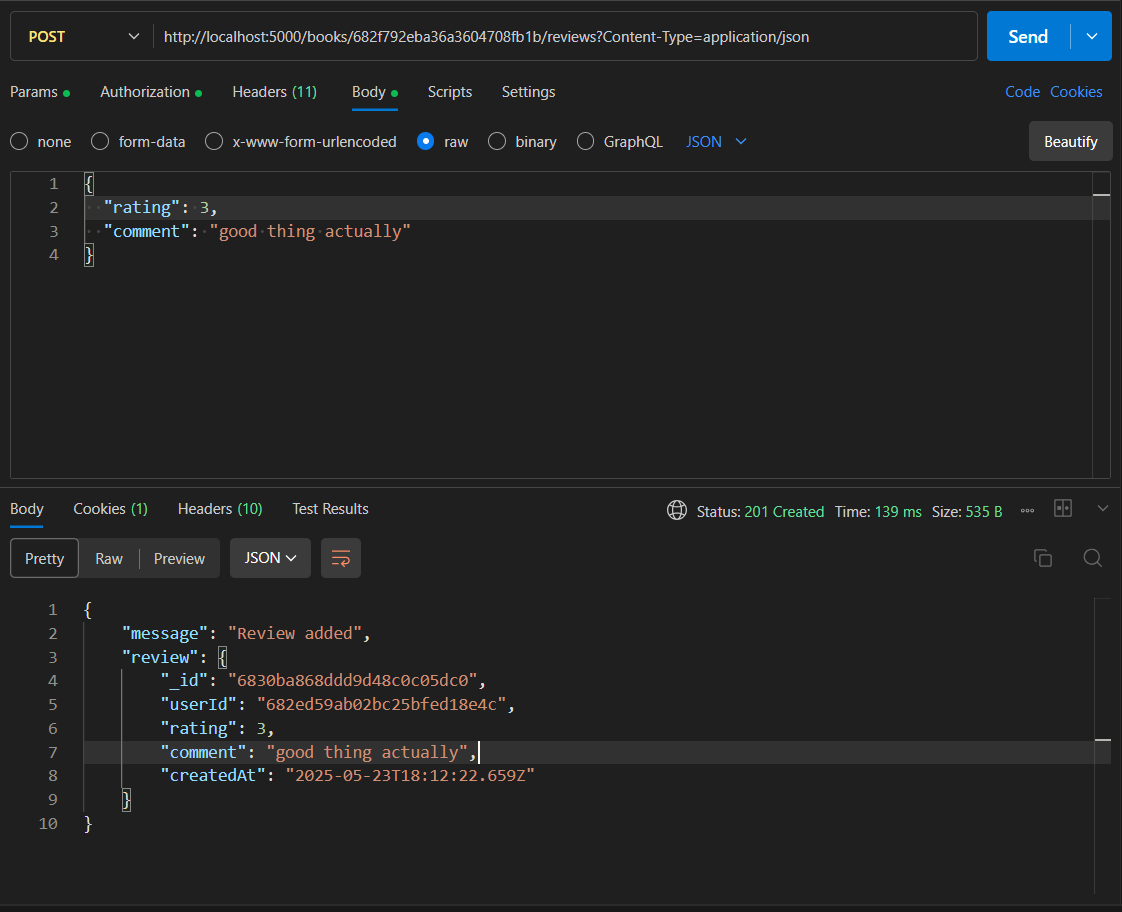 POST http://localhost:5000/books/682f792eba36a3604708fb1b/reviews?Content-Type=application/json Send
Params Authorization Headers (11) Body Scripts Settings Code Cookies
none form-data x-www-form-urlencoded raw binary GraphQL JSON Beautify
1 {
2 "rating": 3,
3 "comment": "good thing actually"
4 }
Body Cookies (1) Headers (10) Test Results Status: 201 Created Time: 139 ms Size: 535 B
Pretty Raw Preview JSON
1 {
2 "message": "Review added",
3 "review": {
4 "_id": "6830ba868ddd9d48c0c05dc0",
5 "userId": "682ed59ab02bc25bfed18e4c",
6 "rating": 3,
7 "comment": "good thing actually",
8 "createdAt": "2025-05-23T18:12:22.659Z"
9 }
10 }